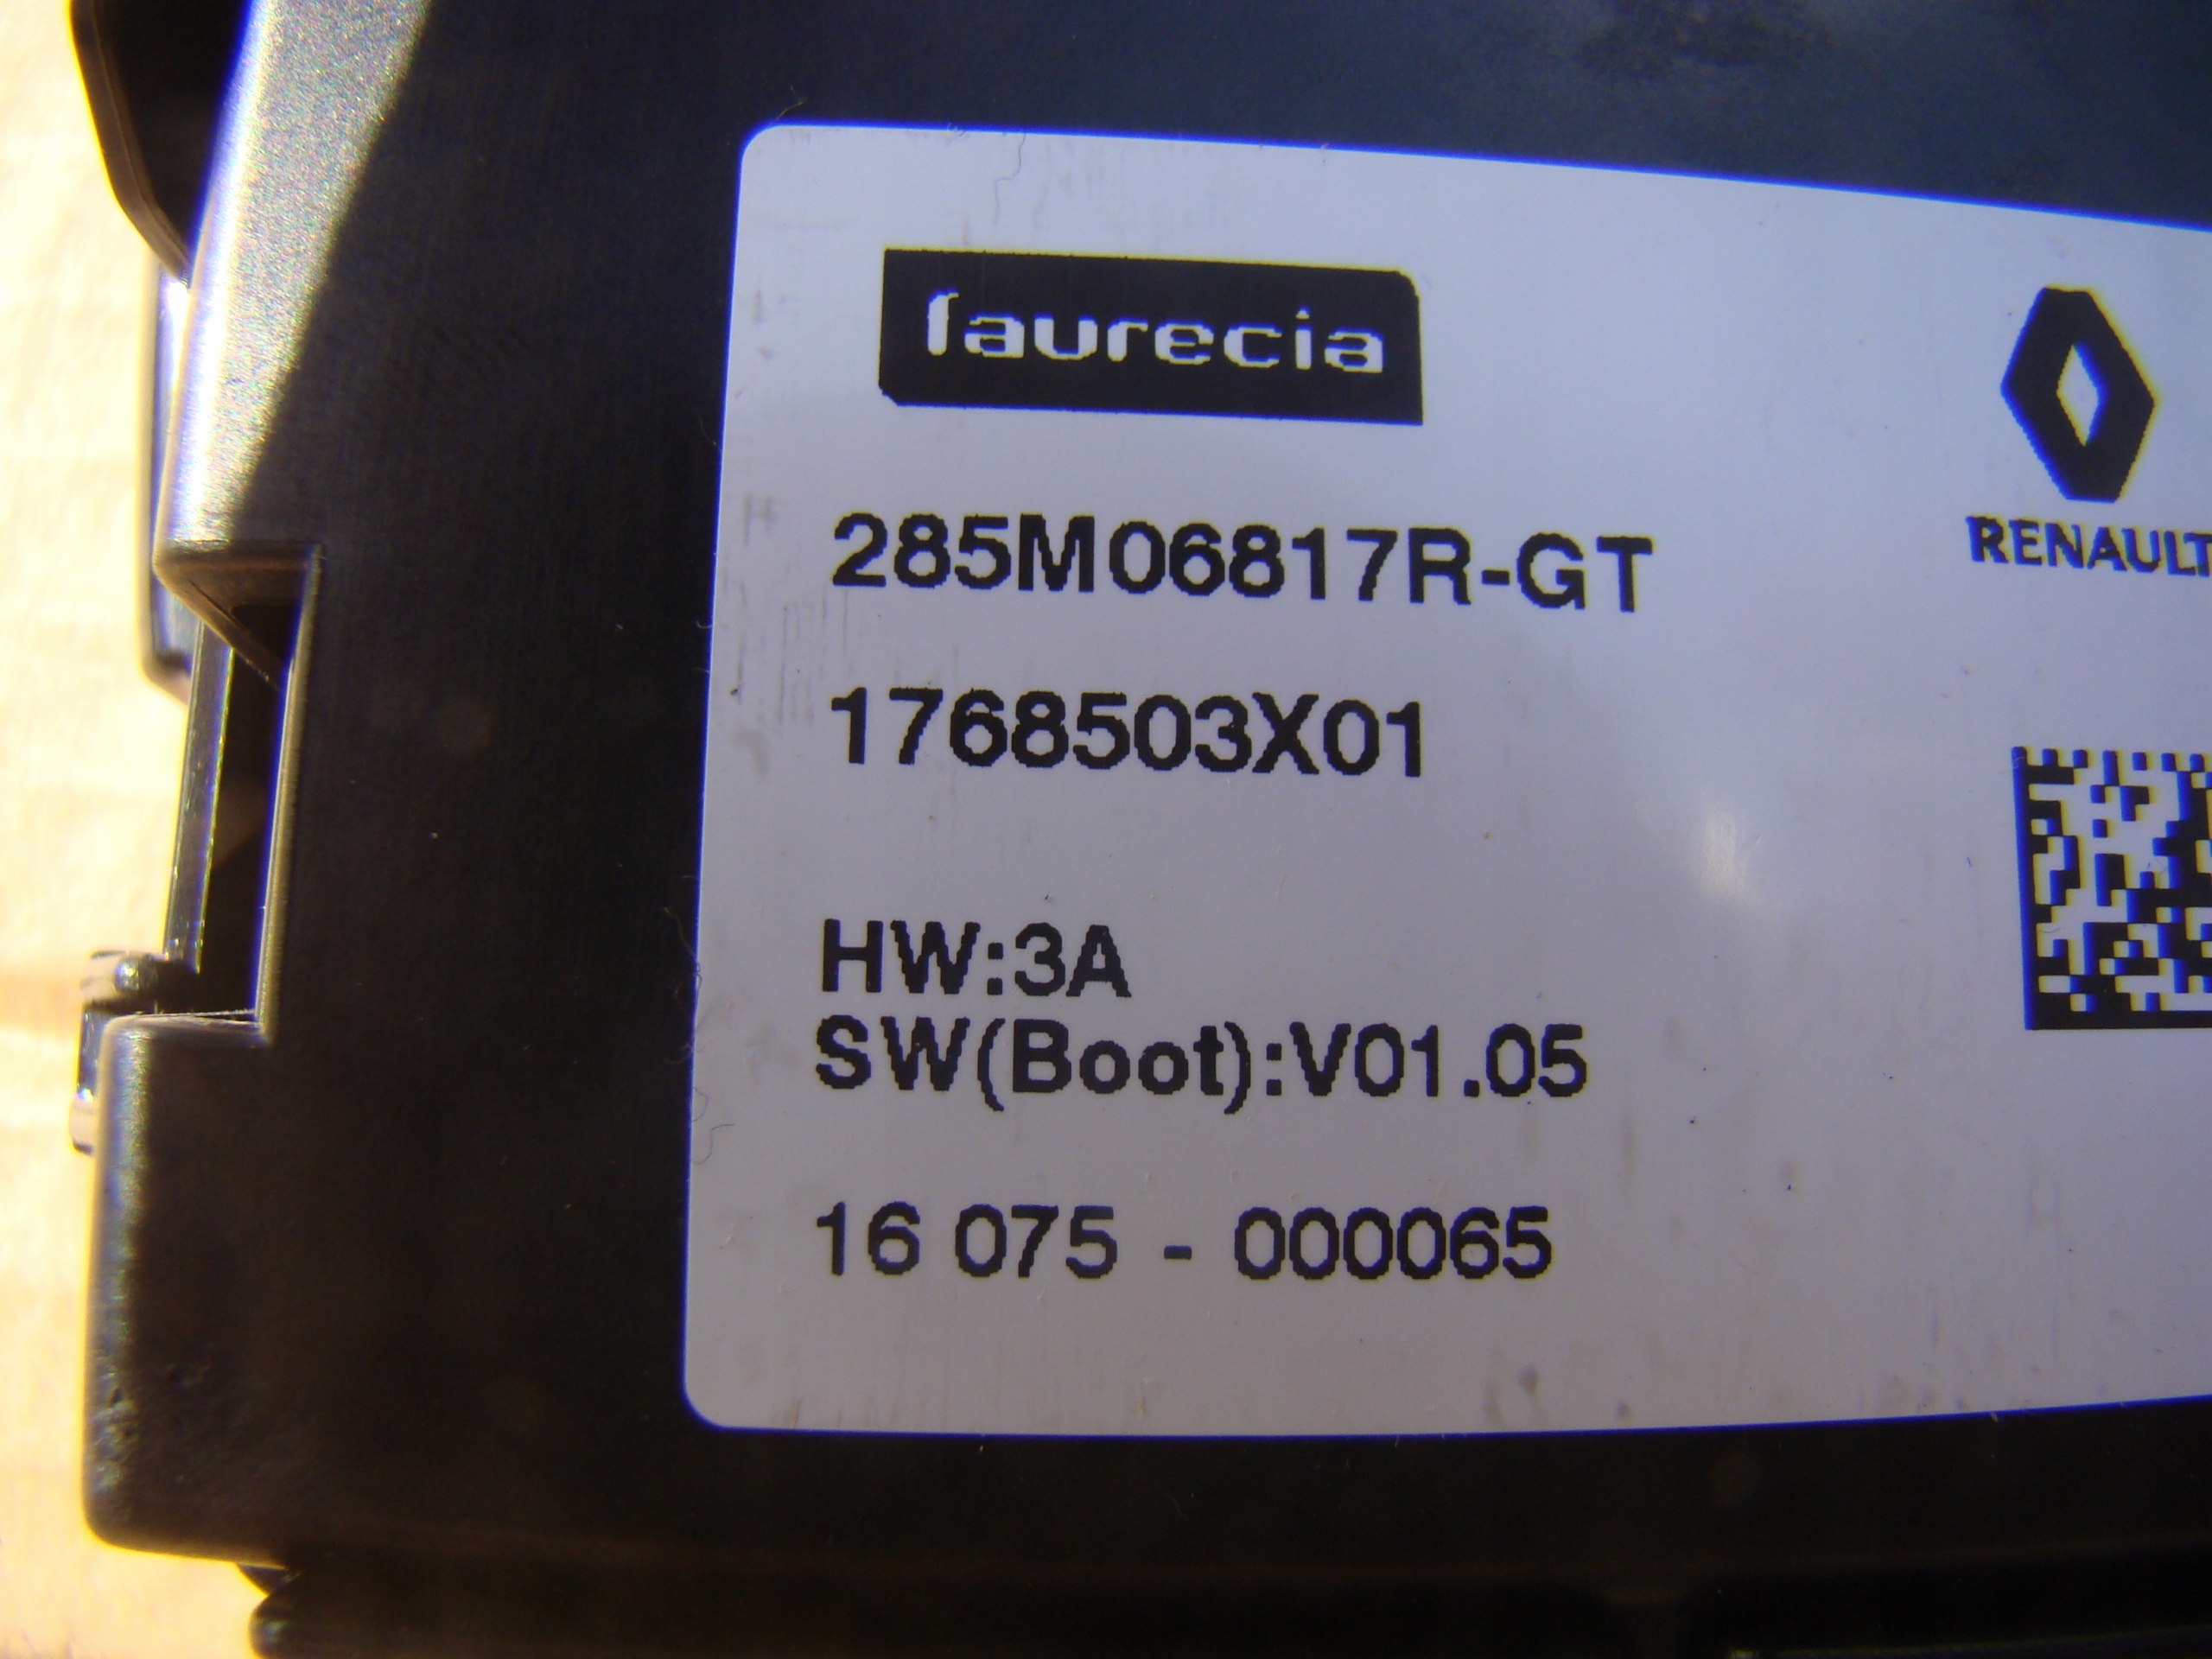 faurecia
RENAULT
285M06817R-GT
1768503X01
HW:3A
SW(Boot):V01.05
16 075 - 000065